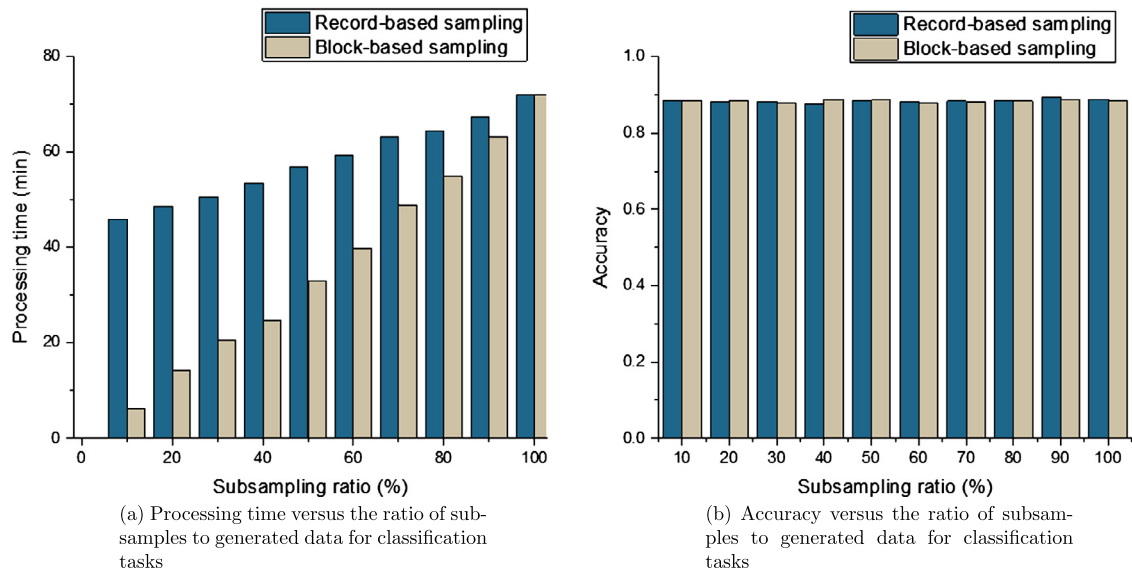 Record-based sampling
Block-based sampling
80
60
40
20
0
Processing time (min)
0 20 40 60 80 100
Subsampling ratio (%)
(a) Processing time versus the ratio of sub-
samples to generated data for classification
tasks
Record-based sampling
Block-based sampling
1.0
0.8
0.6
0.4
0.2
0.0
Accuracy
10 20 30 40 50 60 70 80 90 100
Subsampling ratio (%)
(b) Accuracy versus the ratio of subsam-
ples to generated data for classification
tasks